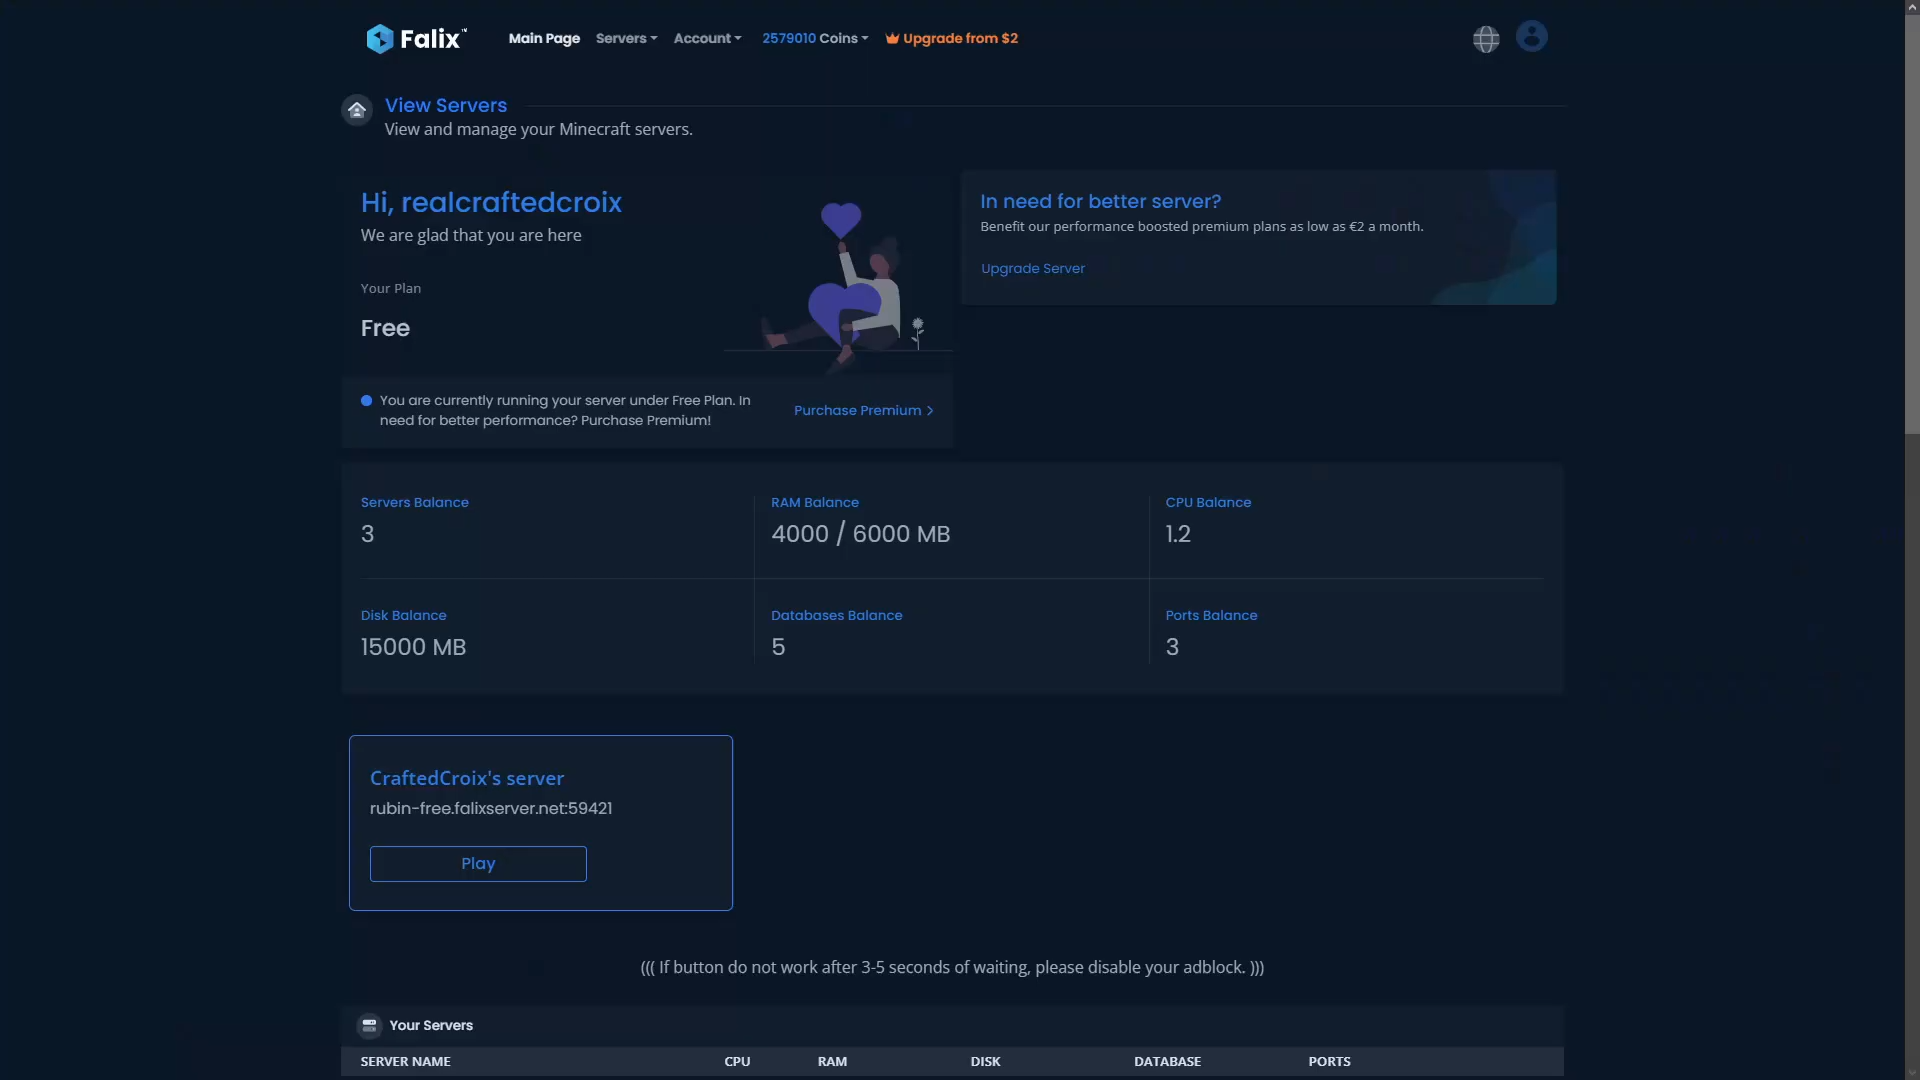 Falix™
Main Page Servers Account 2579010 Coins Upgrade from $2
View Servers
View and manage your Minecraft servers.
Hi, realcraftedcroix
We are glad that you are here
Your Plan
Free
You are currently running your server under Free Plan. In
need for better performance? Purchase Premium!
Purchase Premium
In need for better server?
Benefit our performance boosted premium plans as low as €2 a month.
Upgrade Server
Servers Balance
3
RAM Balance
4000 / 6000 MB
CPU Balance
1.2
Disk Balance
15000 MB
Databases Balance
5
Ports Balance
3
CraftedCroix's server
rubin-free.falixserver.net:59421
Play
((( If button do not work after 3-5 seconds of waiting, please disable your adblock. )))
Your Servers
SERVER NAME CPU RAM DISK DATABASE PORTS